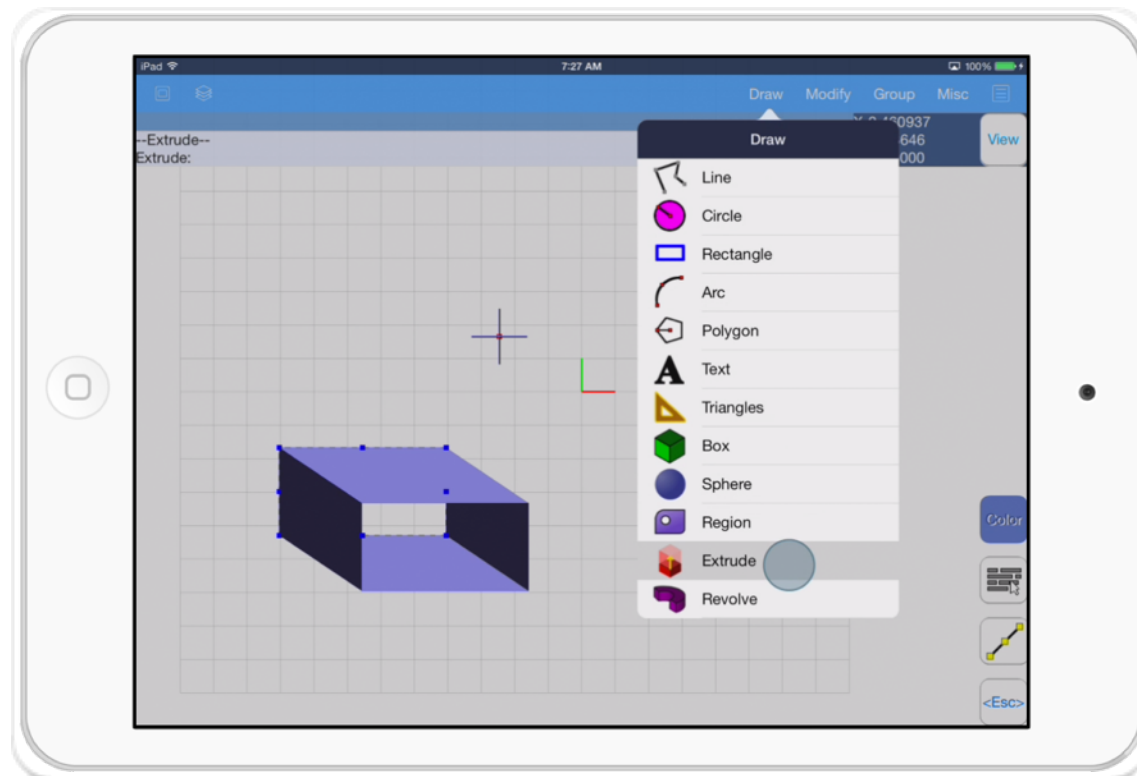 iPad 7:27 AM 100%
Draw Modify Group Misc
--Extrude--
Extrude:
646
000
View
Draw
Line
Circle
Rectangle
Arc
Polygon
Text
Triangles
Box
Sphere
Region
Extrude
Revolve
Color
<Esc>